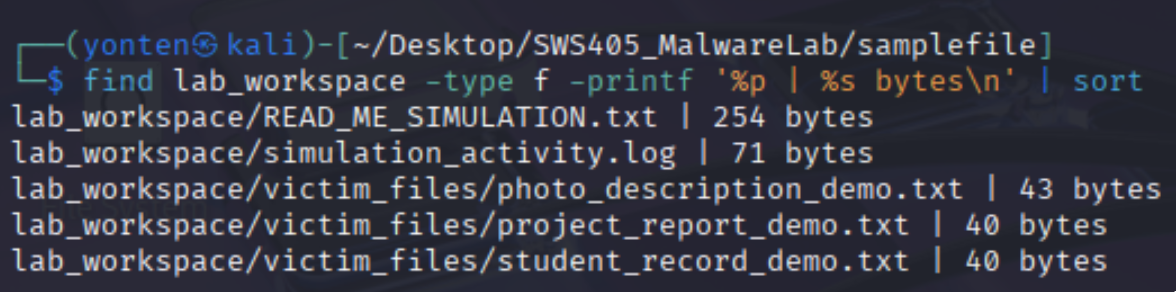 ┌──(yonten㉿kali)-[~/Desktop/SWS405_MalwareLab/samplefile]
└─$ find lab_workspace -type f -printf '%p | %s bytes\n' | sort
lab_workspace/READ_ME_SIMULATION.txt | 254 bytes
lab_workspace/simulation_activity.log | 71 bytes
lab_workspace/victim_files/photo_description_demo.txt | 43 bytes
lab_workspace/victim_files/project_report_demo.txt | 40 bytes
lab_workspace/victim_files/student_record_demo.txt | 40 bytes